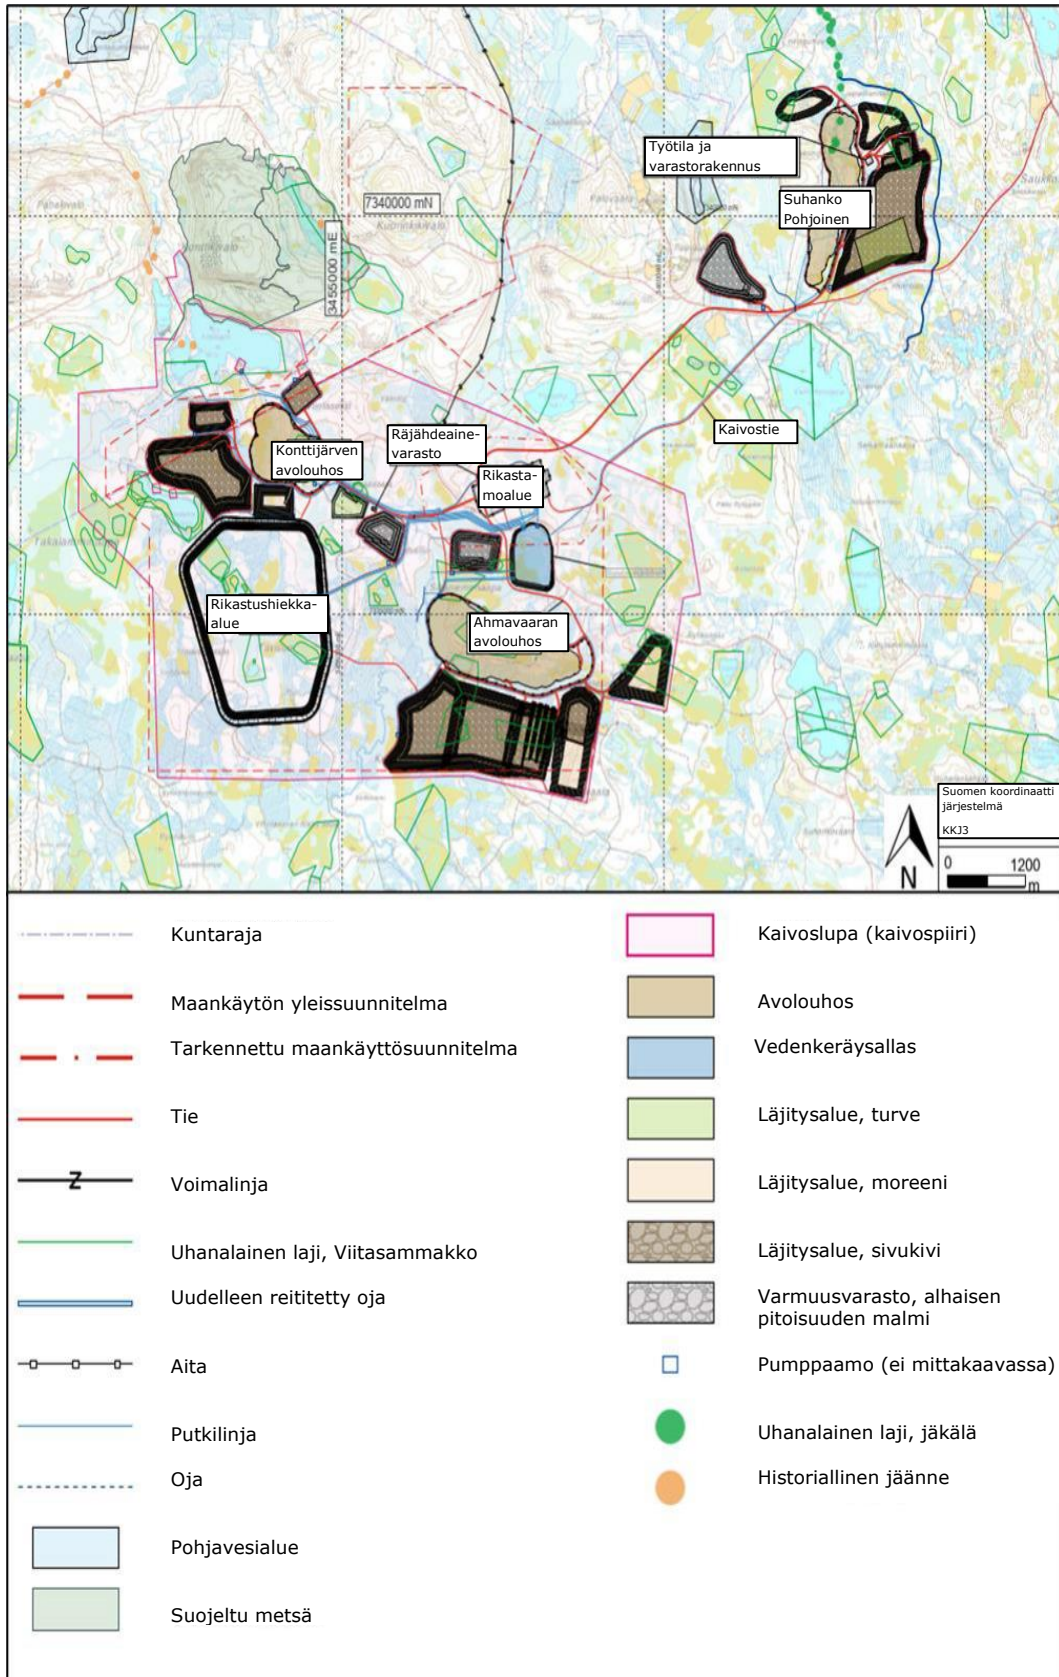 Työtila ja
varastorakennus
Suhanko
Pohjoinen
7340000 mN
3455000 mE
Kaivostie
Räjähdeaine-
varasto
Konttijärven
avolouhos
Rikasta-
moalue
Rikastushiekka-
alue
Ahmavaaran
avolouhos
Suomen koordinaatti
järjestelmä
KKJ3
0 1200
m
N
Kuntaraja
Maankäytön yleissuunnitelma
Tarkennettu maankäyttösuunnitelma
Tie
Z
Voimalinja
Uhanalainen laji, Viitasammakko
Uudelleen reititetty oja
Aita
Putkilinja
Oja
Pohjavesialue
Suojeltu metsä
Kaivoslupa (kaivospiiri)
Avolouhos
Vedenkeräysallas
Läjitysalue, turve
Läjitysalue, moreeni
Läjitysalue, sivukivi
Varmuusvarasto, alhaisen
pitoisuuden malmi
Pumppaamo (ei mittakaavassa)
Uhanalainen laji, jäkälä
Historiallinen jäänne